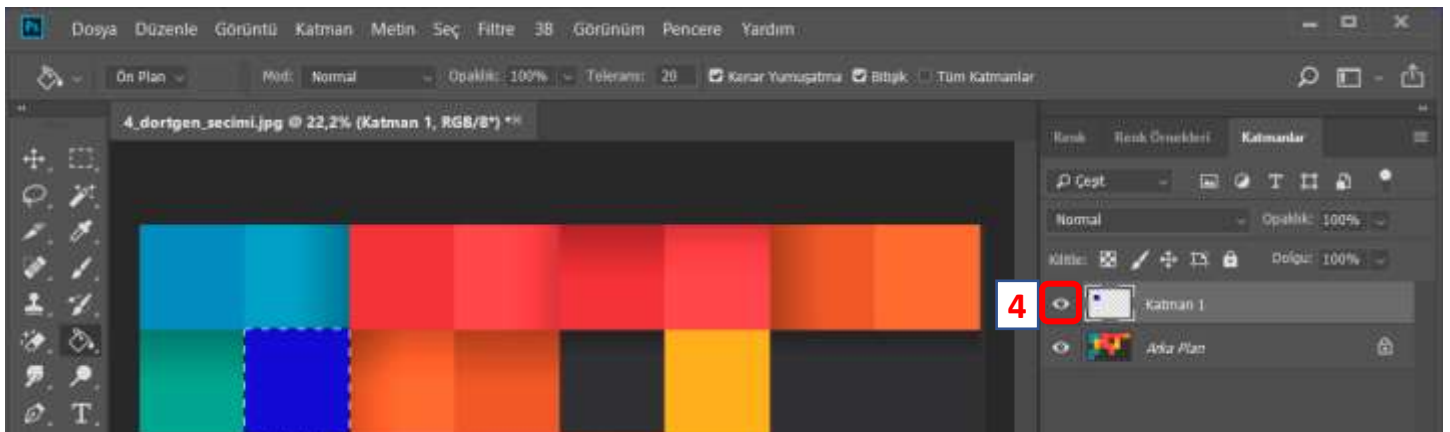 Ps Dosya Düzenle Görüntü Katman Metin Seç Filtre 3B Görünüm Pencere Yardım
Ön Plan Mod: Normal Opaklık: 100% Tolerans: 20 Kenar Yumuşatma Bitişik Tüm Katmanlar
4_dortgen_secimi.jpg @ 22,2% (Katman 1, RGB/8*) *
Renk Renk Örnekleri Katmanlar
Çeşit
Normal Opaklık: 100%
Kilitle: Dolgu: 100%
4 Katman 1
Arka Plan